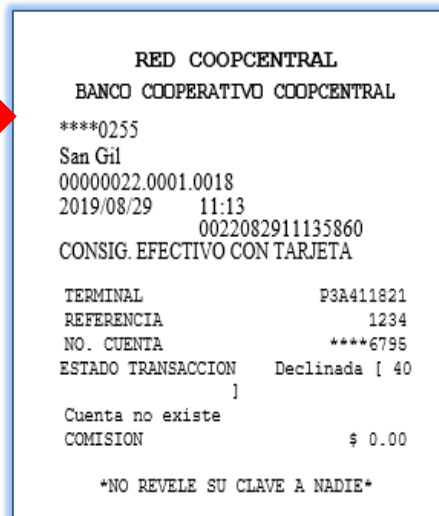 RED COOPCENTRAL
BANCO COOPERATIVO COOPCENTRAL
****0255
San Gil
00000022.0001.0018
2019/08/29 11:13
0022082911135860
CONSIG. EFECTIVO CON TARJETA
TERMINAL P3A411821
REFERENCIA 1234
NO. CUENTA ****6795
ESTADO TRANSACCION Declinada [ 40
]
Cuenta no existe
COMISION $ 0.00
*NO REVELE SU CLAVE A NADIE*